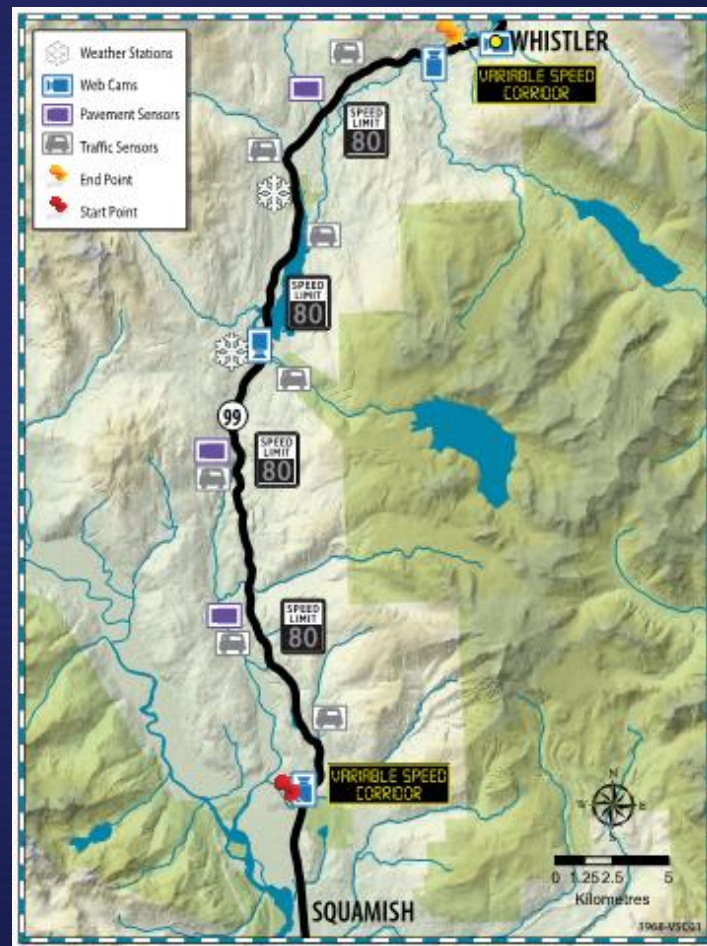 Weather Stations
Web Cams
Pavement Sensors
Traffic Sensors
End Point
Start Point
WHISTLER
VARIABLE SPEED
CORRIDOR
SPEED
LIMIT
80
SPEED
LIMIT
80
99
SPEED
LIMIT
80
SPEED
LIMIT
80
VARIABLE SPEED
CORRIDOR
N
W E
S
0 1.25 2.5 5
Kilometres
SQUAMISH
1968-VSCG1